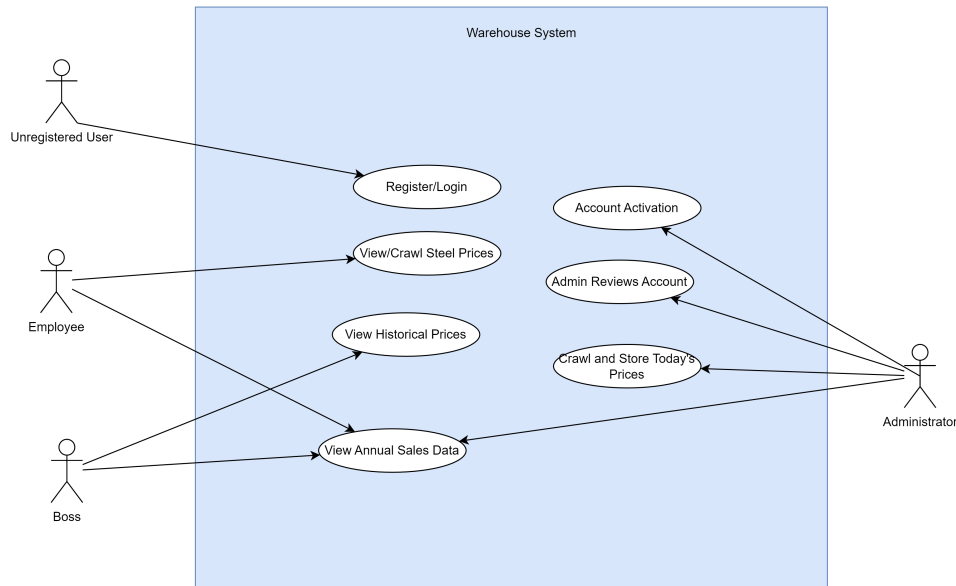 Warehouse System
Unregistered User
Register/Login
Account Activation
View/Crawl Steel Prices
Admin Reviews Account
Employee
View Historical Prices
Crawl and Store Today's
Prices
Administrator
View Annual Sales Data
Boss